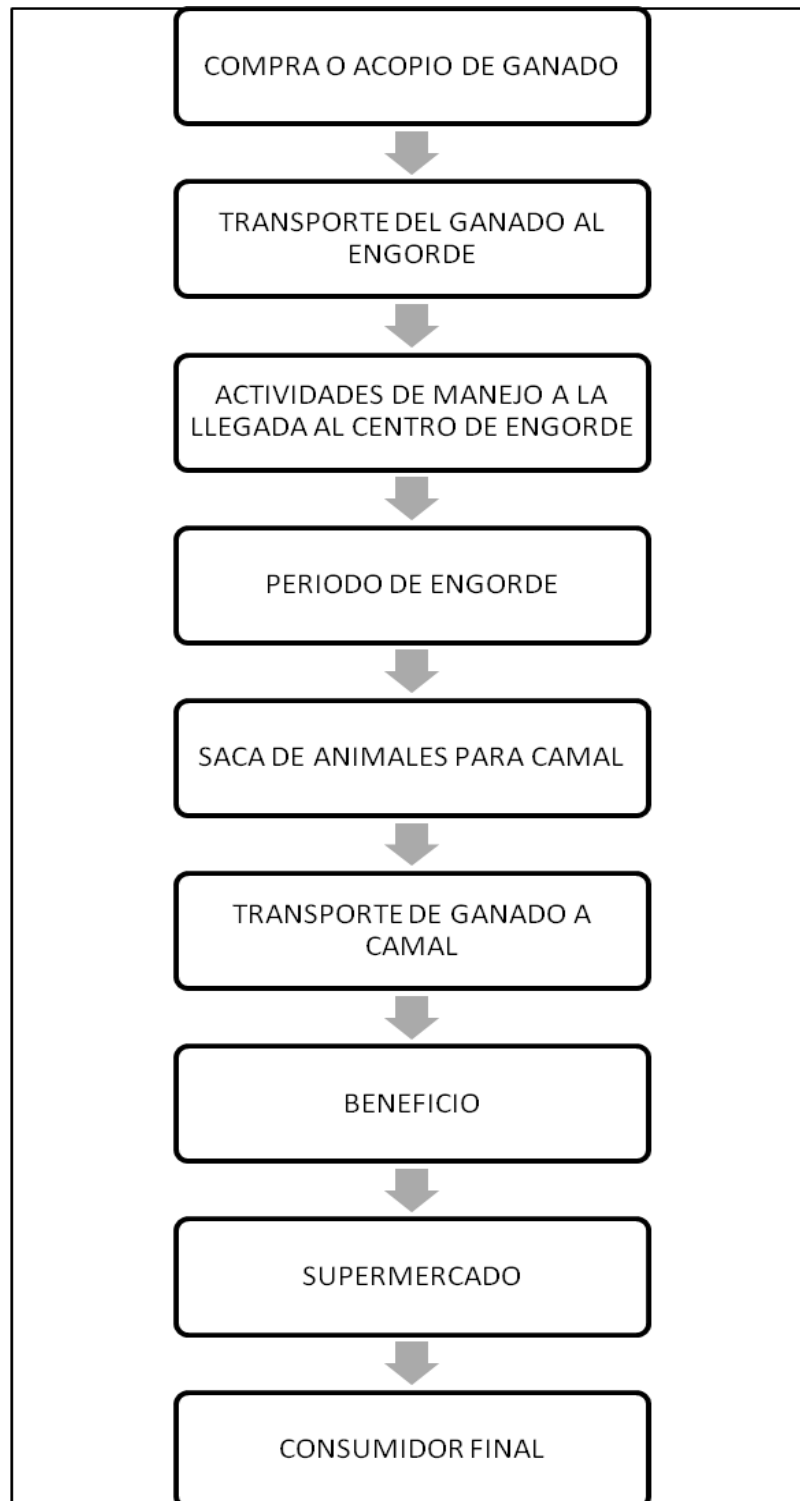 COMPRA O ACOPIO DE GANADO
TRANSPORTE DEL GANADO AL
ENGORDE
ACTIVIDADES DE MANEJO A LA
LLEGADA AL CENTRO DE ENGORDE
PERIODO DE ENGORDE
SACA DE ANIMALES PARA CAMAL
TRANSPORTE DE GANADO A
CAMAL
BENEFICIO
SUPERMERCADO
CONSUMIDOR FINAL